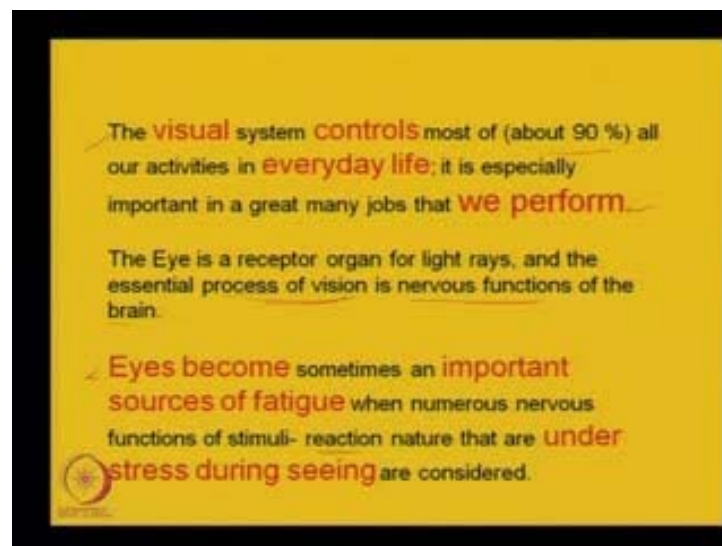 The visual system controls most of (about 90 %) all
our activities in everyday life; it is especially
important in a great many jobs that we perform.
The Eye is a receptor organ for light rays, and the
essential process of vision is nervous functions of the
brain.
Eyes become sometimes an important
sources of fatigue when numerous nervous
functions of stimuli- reaction nature that are under
stress during seeing are considered.
NPTEL